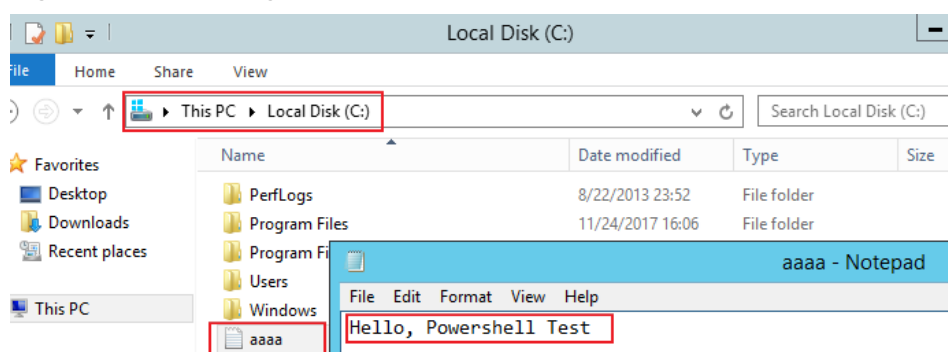 Local Disk (C:)
File Home Share View
This PC Local Disk (C:) Search Local Disk (C:)
Name Date modified Type Size
Favorites
Desktop PerfLogs 8/22/2013 23:52 File folder
Downloads Program Files 11/24/2017 16:06 File folder
Recent places Program Fi
aaaa - Notepad
Users
File Edit Format View Help
This PC Windows
Hello, Powershell Test
aaaa